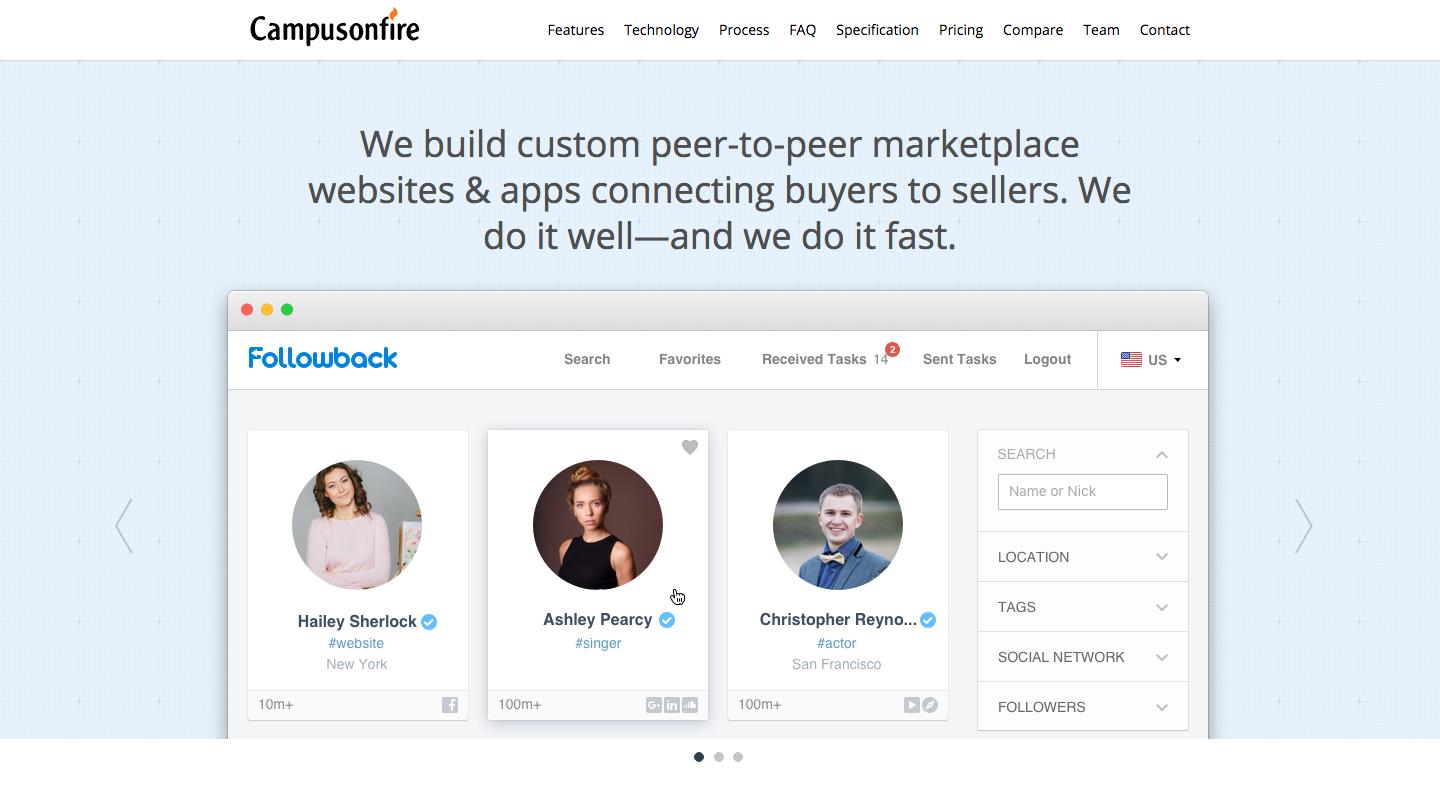 Campusonfire
Features Technology Process FAQ Specification Pricing Compare Team Contact
We build custom peer-to-peer marketplace
websites & apps connecting buyers to sellers. We
do it well—and we do it fast.
Followback
Search Favorites Received Tasks 14 2 Sent Tasks Logout US
Hailey Sherlock
#website
New York
10m+
Ashley Pearcy
#singer
100m+
Christopher Reyno...
#actor
San Francisco
100m+
SEARCH
Name or Nick
LOCATION
TAGS
SOCIAL NETWORK
FOLLOWERS